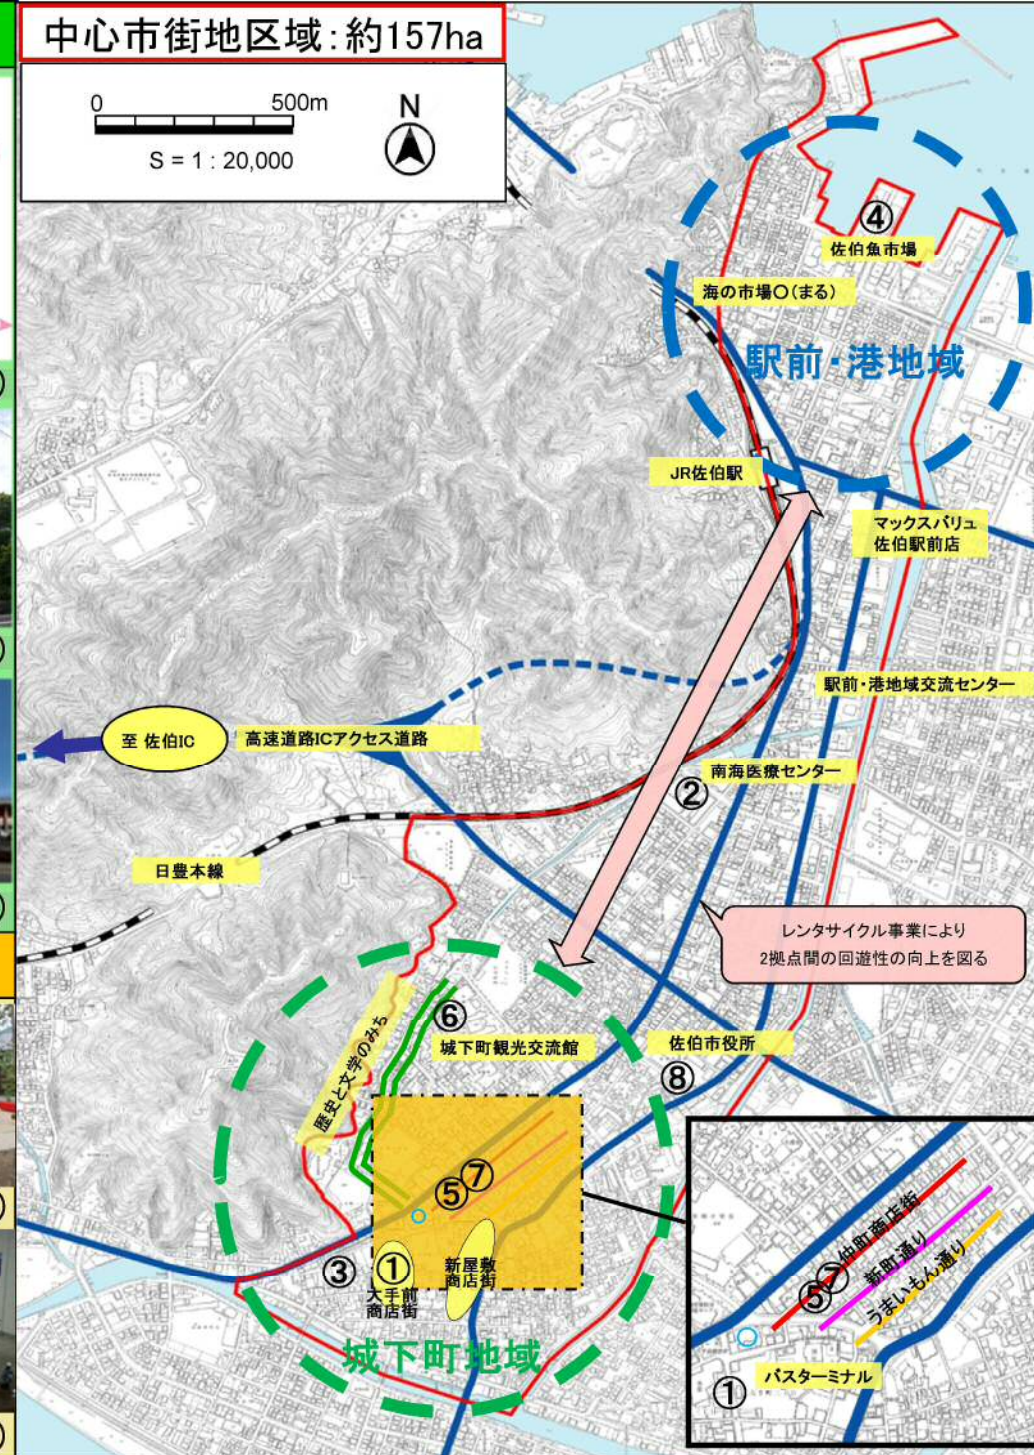 中心市街地区域：約157ha
0 500m
S = 1 : 20,000
N
④
佐伯魚市場
海の市場〇（まる）
駅前・港地域
JR佐伯駅
マックスバリュ
佐伯駅前店
駅前・港地域交流センター
至 佐伯IC
高速道路ICアクセス道路
南海医療センター
②
日豊本線
レンタサイクル事業により
2拠点間の回遊性の向上を図る
歴史と文学のみち
⑥
城下町観光交流館
佐伯市役所
⑧
⑤⑦
③
①
大手前
商店街
新屋敷
商店街
城下町地域
⑤⑦仲町商店街
新町通り
うまいもん通り
バスターミナル
①